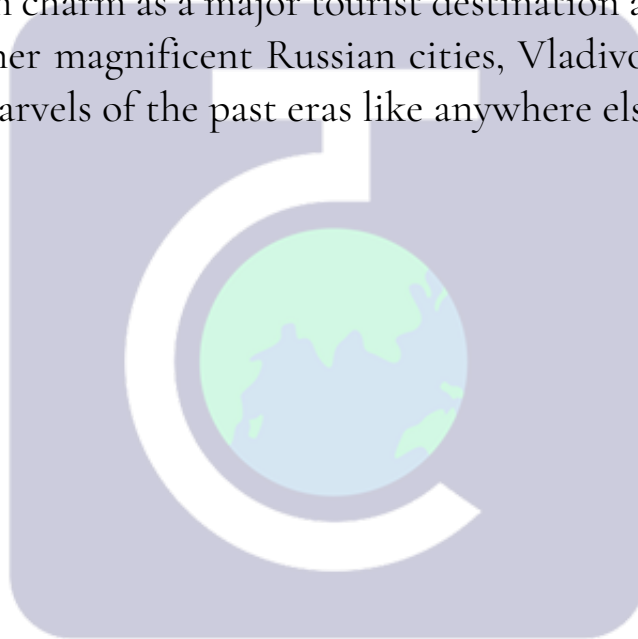 charm as a major tourist destination a
her magnificent Russian cities, Vladivo
arvels of the past eras like anywhere els